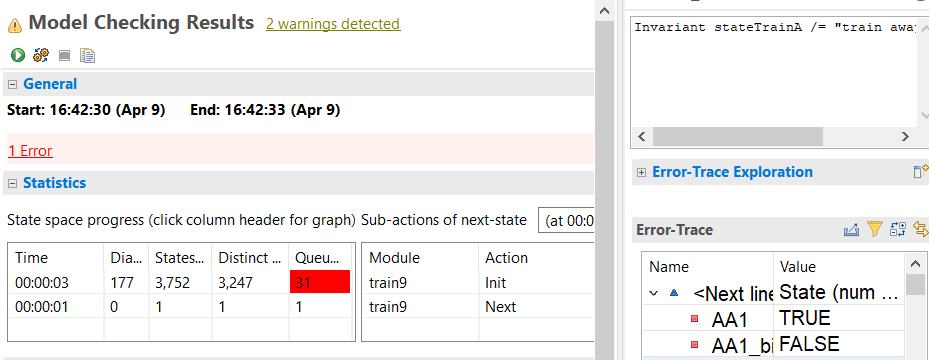 Model Checking Results 2 warnings detected
General
Start: 16:42:30 (Apr 9) End: 16:42:33 (Apr 9)
1 Error
Statistics
State space progress (click column header for graph) Sub-actions of next-state (at 00:0
Time Dia... States... Distinct ... Queu...
00:00:03 177 3,752 3,247 31
00:00:01 0 1 1 1
Module Action
train9 Init
train9 Next
Invariant stateTrainA /= "train away
Error-Trace Exploration
Error-Trace
Name Value
<Next line State (num ...
AA1 TRUE
AA1_bi FALSE